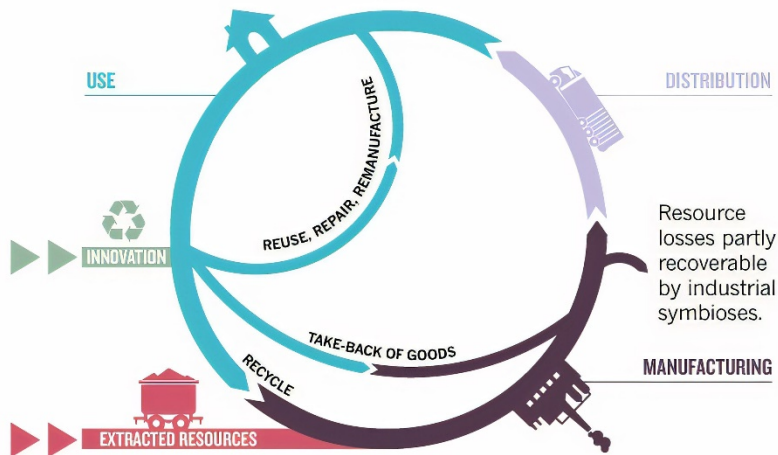 USE
DISTRIBUTION
REUSE, REPAIR, REMANUFACTURE
INNOVATION
Resource
losses partly
recoverable
by industrial
symbioses.
TAKE-BACK OF GOODS
RECYCLE
MANUFACTURING
EXTRACTED RESOURCES